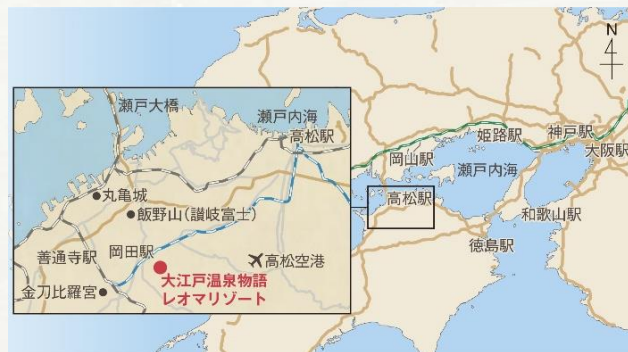 N
瀬戸大橋
瀬戸内海
高松駅
丸亀城
飯野山（讃岐富士）
善通寺駅
岡田駅
高松空港
金刀比羅宮
大江戸温泉物語
レオマリゾート
姫路駅
神戸駅
大阪駅
岡山駅
瀬戸内海
高松駅
和歌山駅
徳島駅